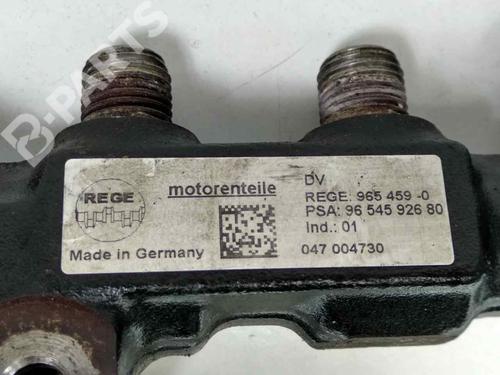 B-PARTS
REGE
motorenteile
Made in Germany
DV
REGE: 965 459 -0
PSA: 96 545 926 80
Ind.: 01
047 004730